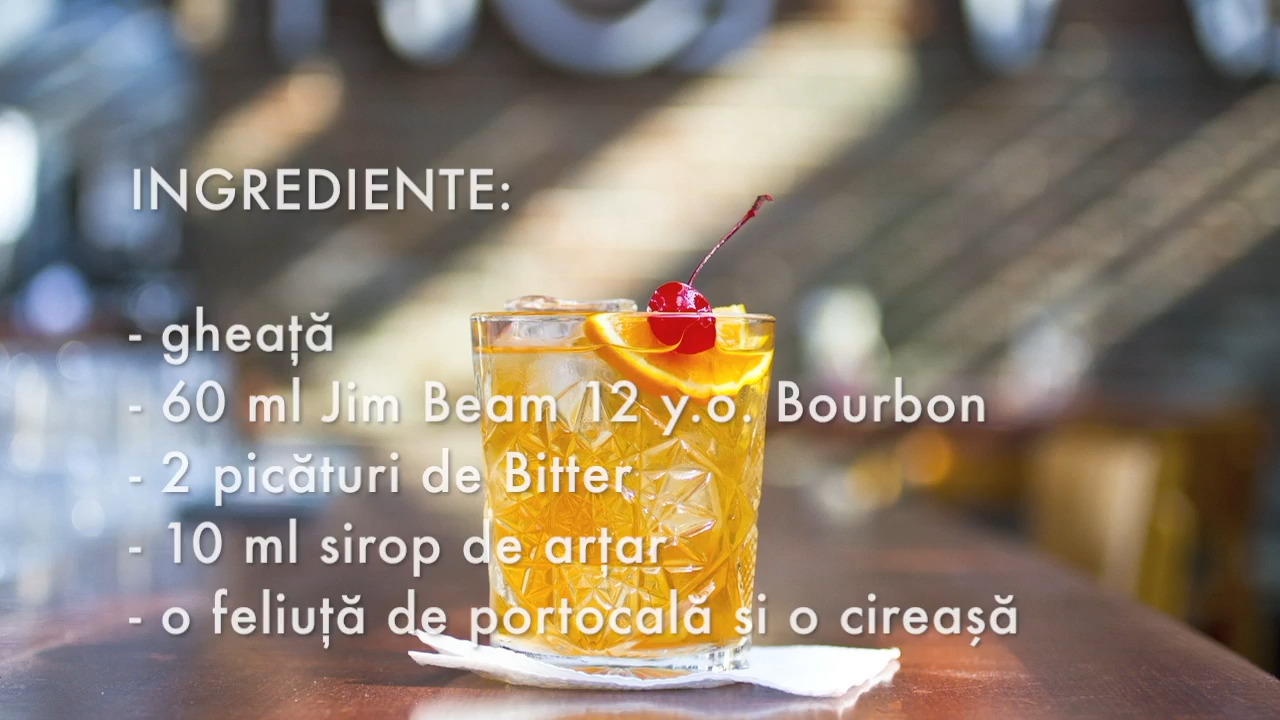 INGREDIENTE:
- gheață
- 60 ml Jim Beam 12 y.o. Bourbon
- 2 picături de Bitter
- 10 ml sirop de arțar
- o feliuță de portocală si o cireașă